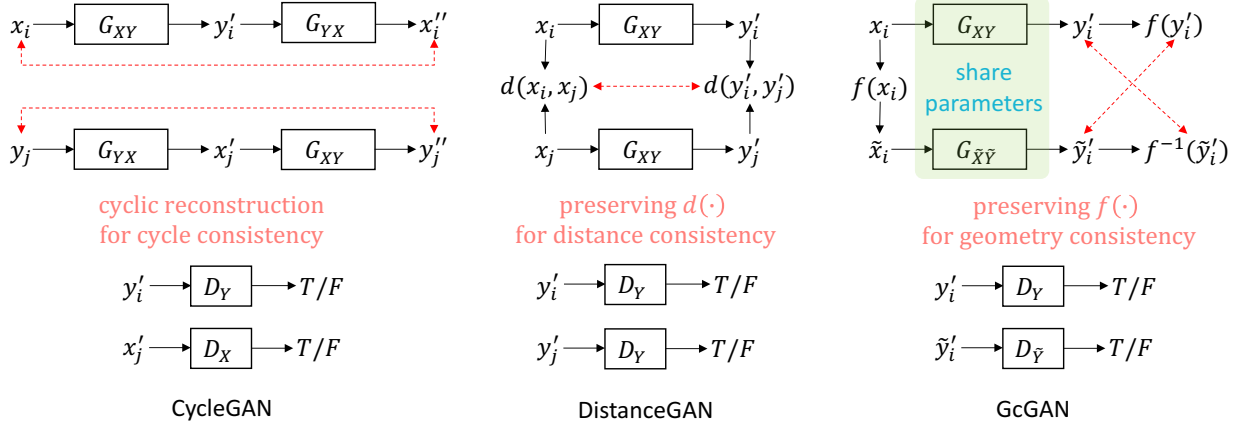 x_i G_XY y'_i G_YX x''_i
y_j G_YX x'_j G_XY y''_j
cyclic reconstruction
for cycle consistency
y'_i D_Y T/F
x'_j D_X T/F
CycleGAN
x_i G_XY y'_i
d(x_i, x_j) d(y'_i, y'_j)
x_j G_XY y'_j
preserving d(·)
for distance consistency
y'_i D_Y T/F
y'_j D_Y T/F
DistanceGAN
x_i G_XY y'_i f(y'_i)
f(x_i) share
parameters
x̃_i G_X̃Ỹ ỹ'_i f⁻¹(ỹ'_i)
preserving f(·)
for geometry consistency
y'_i D_Y T/F
ỹ'_i D_Ỹ T/F
GcGAN